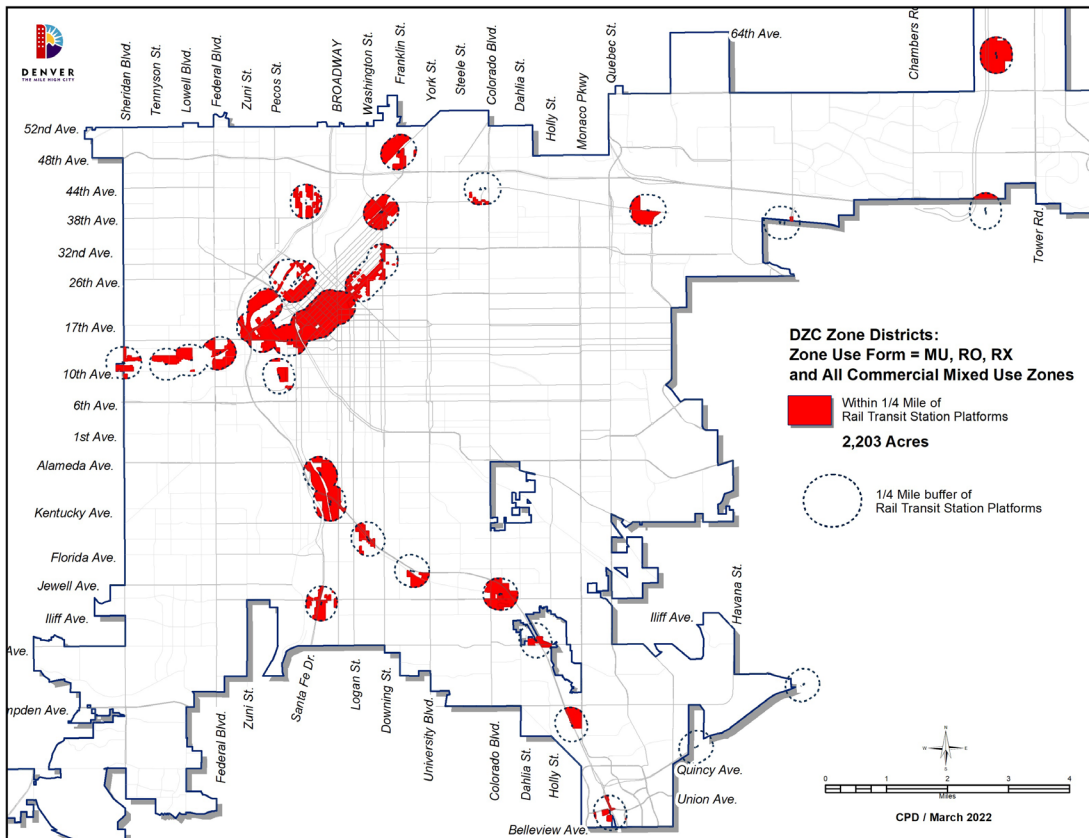 DENVER
THE MILE HIGH CITY
Sheridan Blvd.
Tennyson St.
Lowell Blvd.
Federal Blvd.
Zuni St.
Pecos St.
BROADWAY
Washington St.
Franklin St.
York St.
Steele St.
Colorado Blvd.
Dahlia St.
Holly St.
Monaco Pkwy
Quebec St.
64th Ave.
Chambers Rd.
52nd Ave.
48th Ave.
44th Ave.
38th Ave.
32nd Ave.
26th Ave.
17th Ave.
10th Ave.
6th Ave.
1st Ave.
Alameda Ave.
Kentucky Ave.
Florida Ave.
Jewell Ave.
Iliff Ave.
Ave.
mpden Ave.
Tower Rd.
DZC Zone Districts:
Zone Use Form = MU, RO, RX
and All Commercial Mixed Use Zones
Within 1/4 Mile of
Rail Transit Station Platforms
2,203 Acres
1/4 Mile buffer of
Rail Transit Station Platforms
Iliff Ave.
Havana St.
Federal Blvd.
Zuni St.
Santa Fe Dr.
Logan St.
Downing St.
University Blvd.
Colorado Blvd.
Dahlia St.
Holly St.
Quincy Ave.
Union Ave.
Belleview Ave.
N
W
E
S
0 1 2 3 4
Miles
CPD / March 2022